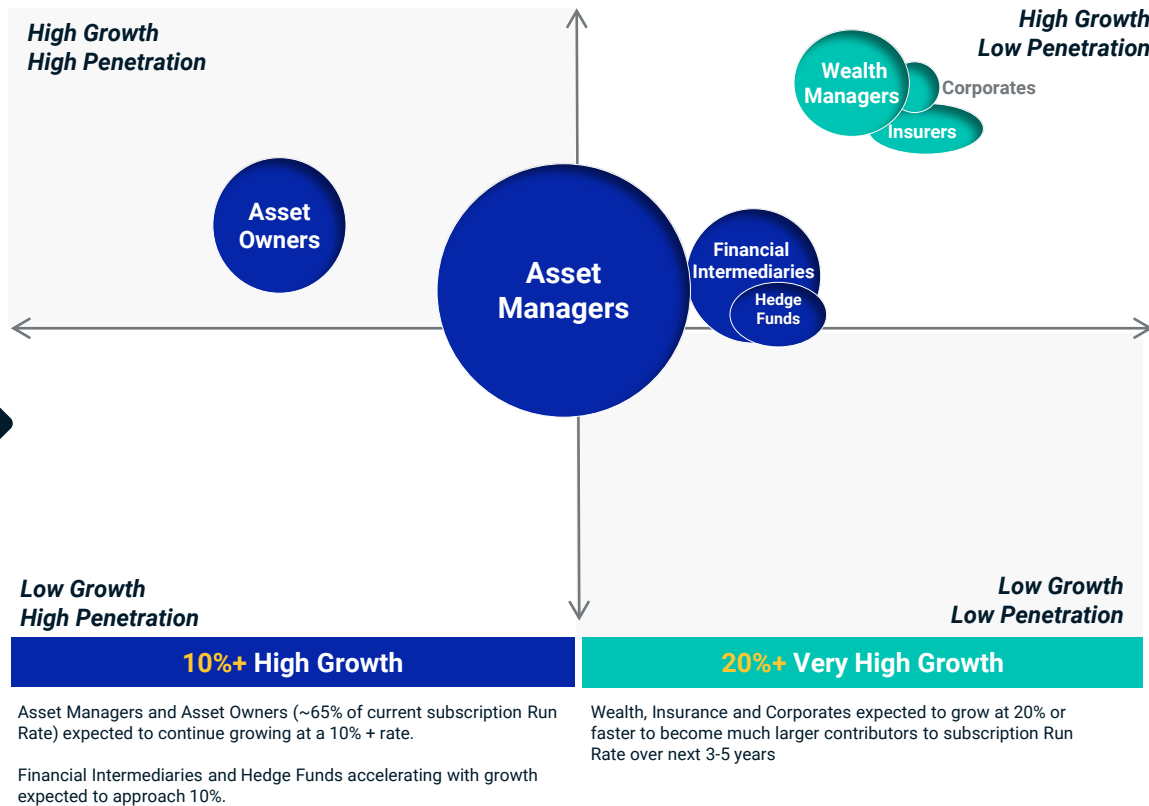 High Growth
High Penetration
High Growth
Low Penetration
Wealth
Managers
Corporates
Insurers
Asset
Owners
Asset
Managers
Financial
Intermediaries
Hedge
Funds
Low Growth
High Penetration
Low Growth
Low Penetration
10%+ High Growth
Asset Managers and Asset Owners (~65% of current subscription Run
Rate) expected to continue growing at a 10% + rate.
Financial Intermediaries and Hedge Funds accelerating with growth
expected to approach 10%.
20%+ Very High Growth
Wealth, Insurance and Corporates expected to grow at 20% or
faster to become much larger contributors to subscription Run
Rate over next 3-5 years